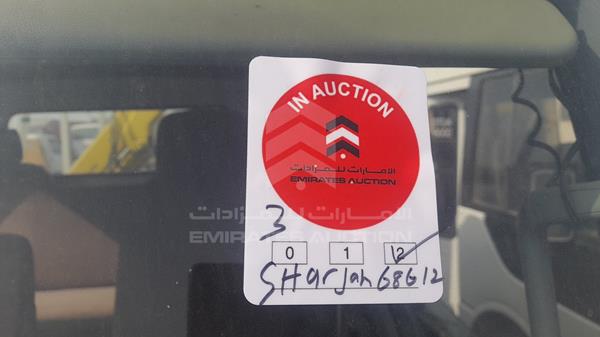 IN AUCTION
الامارات للمزادات
EMIRATES AUCTION
الامارات للمزادات
EMIRATES AUCTION
3
0 1 2
SHarjah 68612